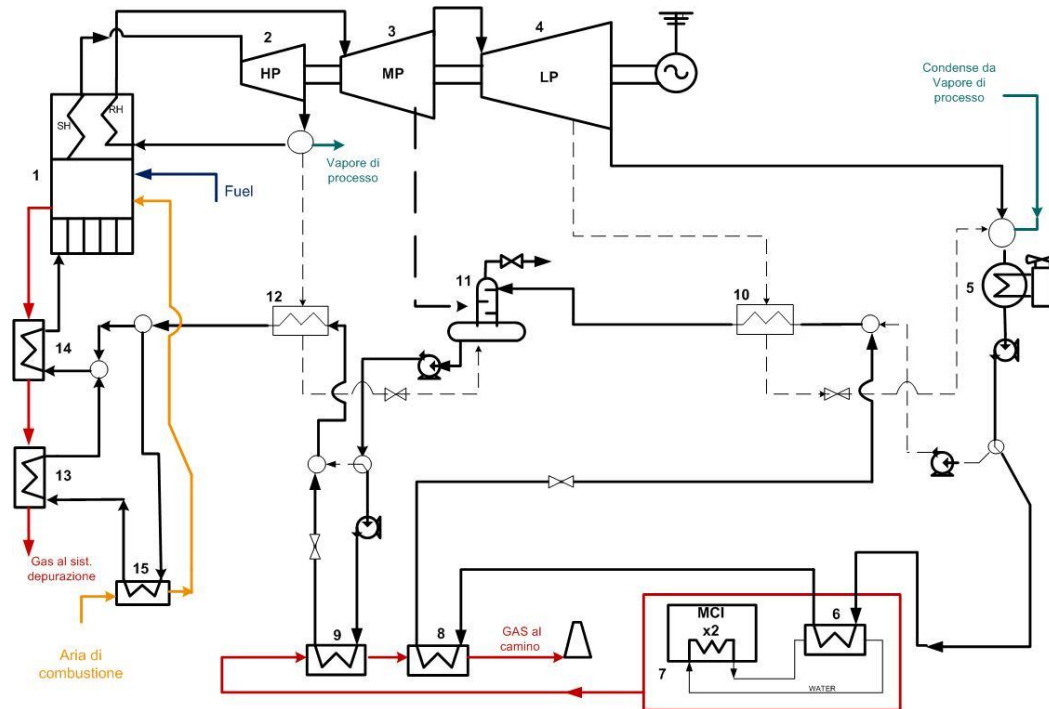 2
3
4
HP
MP
LP
Condense da
Vapore di
processo
SH
RH
1
Vapore di
processo
Fuel
5
12
11
10
14
13
Gas al sist.
depurazione
15
Aria di
combustione
9
8
GAS al
camino
MCI
x2
6
7
WATER